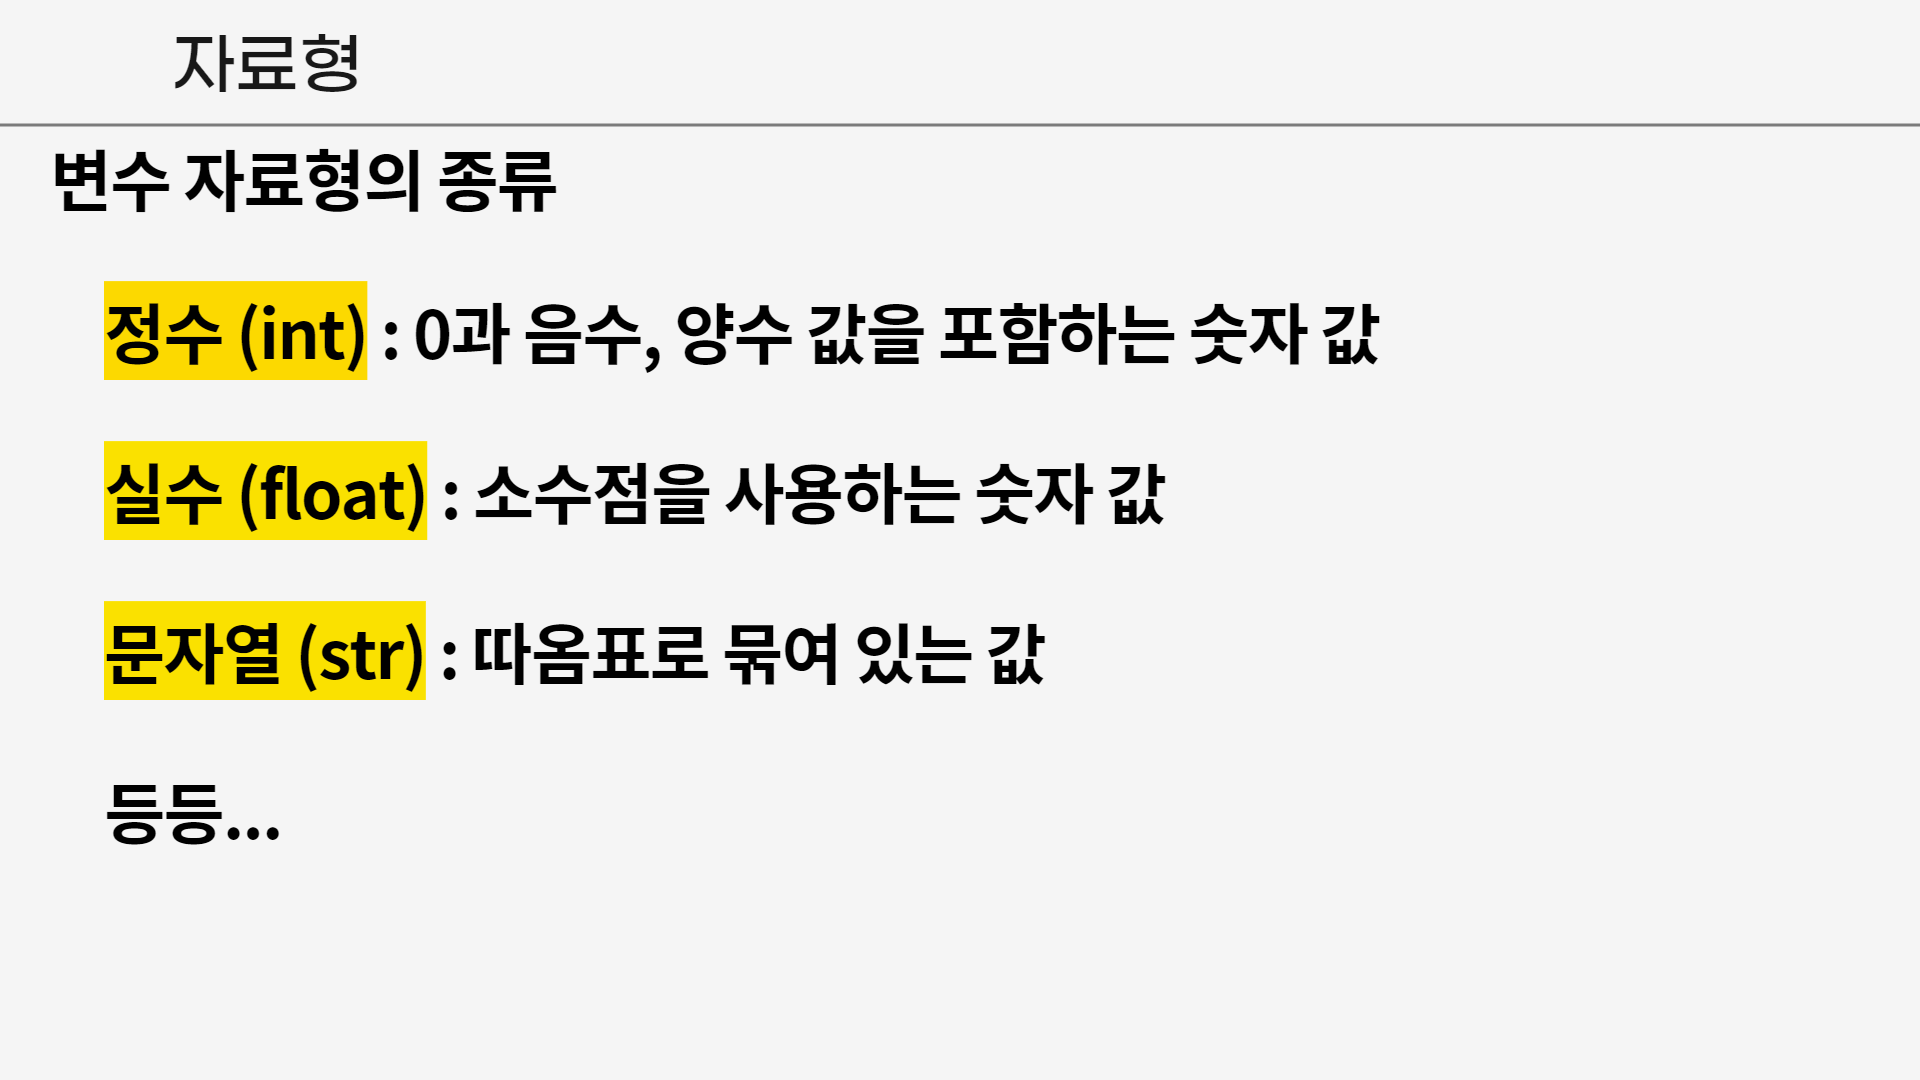 자료형
변수 자료형의 종류
정수 (int) : 0과 음수, 양수 값을 포함하는 숫자 값
실수 (float) : 소수점을 사용하는 숫자 값
문자열 (str) : 따옴표로 묶여 있는 값
등등...